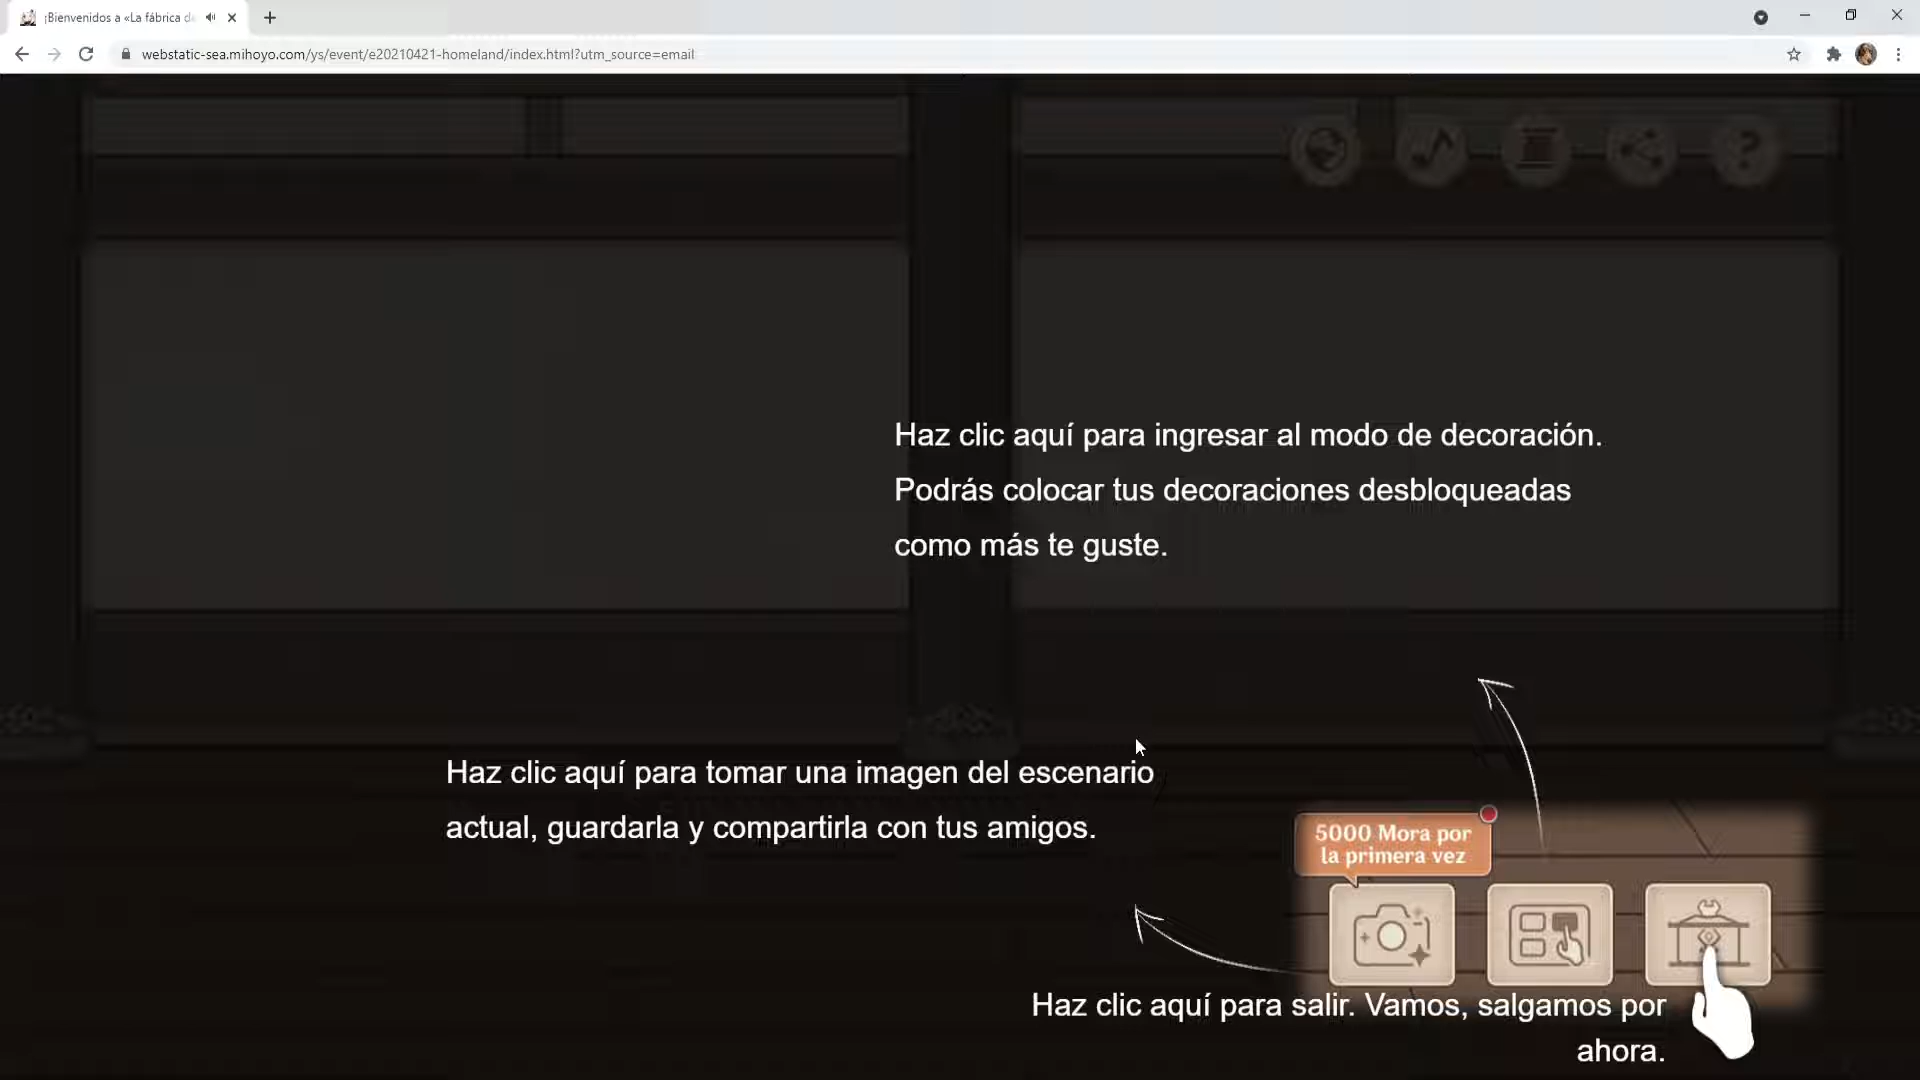 ¡Bienvenidos a «La fábrica de
webstatic-sea.mihoyo.com/ys/event/e20210421-homeland/index.html?utm_source=email
Haz clic aquí para ingresar al modo de decoración.
Podrás colocar tus decoraciones desbloqueadas
como más te guste.
Haz clic aquí para tomar una imagen del escenario
actual, guardarla y compartirla con tus amigos.
5000 Mora por
la primera vez
Haz clic aquí para salir. Vamos, salgamos por
ahora.